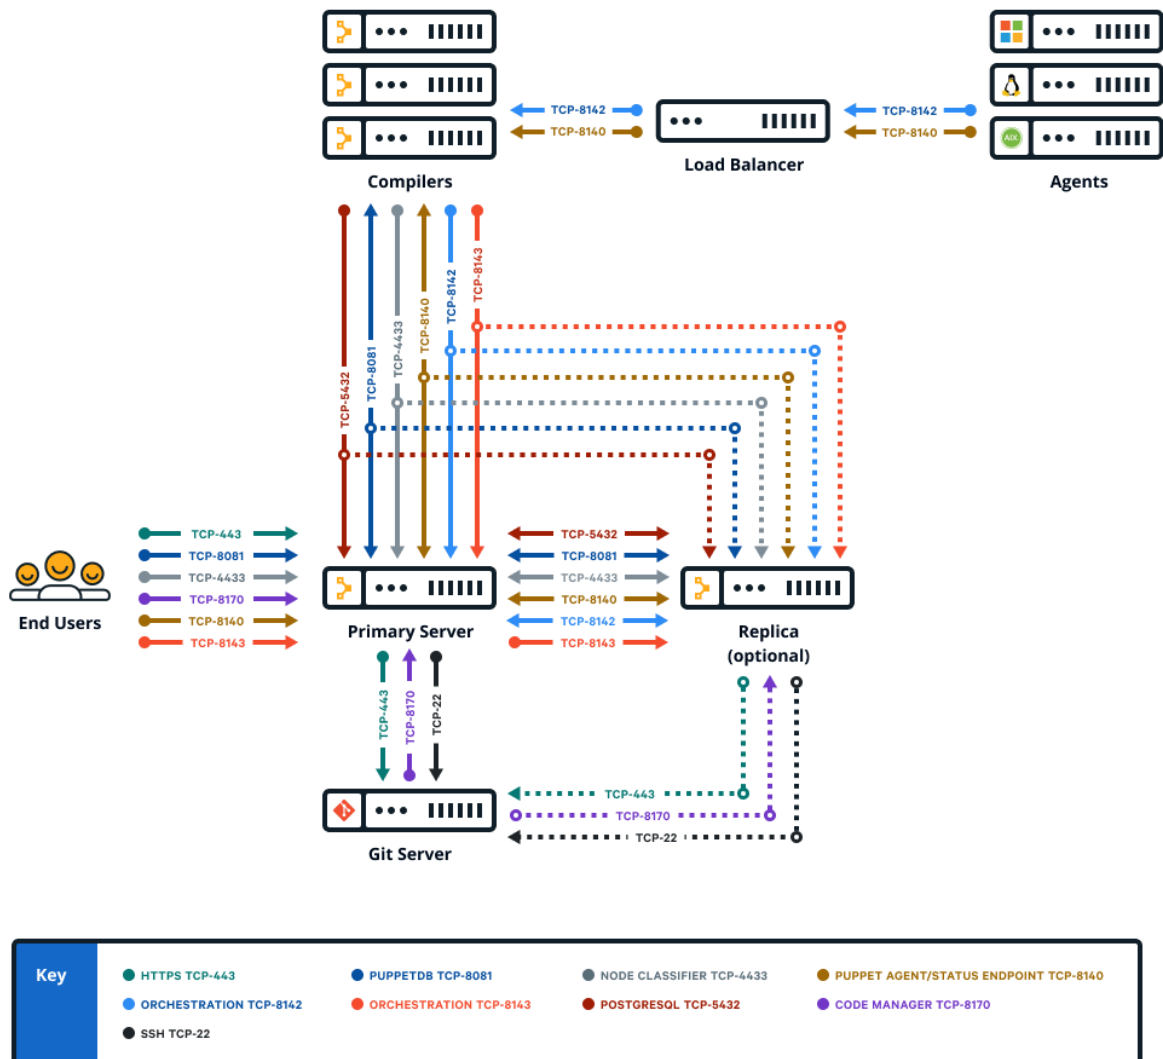 TCP-8142
TCP-8140
TCP-8142
TCP-8140
AIX
Load Balancer
Compilers
Agents
TCP-5432
TCP-8081
TCP-4433
TCP-8140
TCP-8142
TCP-8143
TCP-443
TCP-8081
TCP-4433
TCP-8170
TCP-8140
TCP-8143
TCP-5432
TCP-8081
TCP-4433
TCP-8140
TCP-8142
TCP-8143
End Users
Primary Server
Replica
(optional)
TCP-443
TCP-8170
TCP-22
TCP-443
TCP-8170
TCP-22
Git Server
Key
HTTPS TCP-443
PUPPETDB TCP-8081
NODE CLASSIFIER TCP-4433
PUPPET AGENT/STATUS ENDPOINT TCP-8140
ORCHESTRATION TCP-8142
ORCHESTRATION TCP-8143
POSTGRESQL TCP-5432
CODE MANAGER TCP-8170
SSH TCP-22